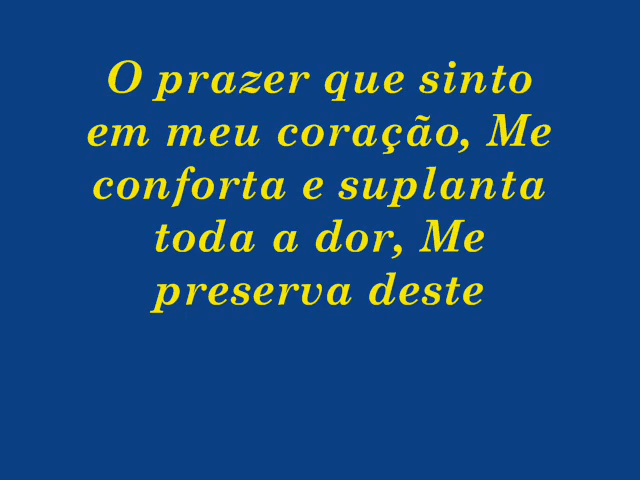 O prazer que sinto
em meu coração, Me
conforta e suplanta
toda a dor, Me
preserva deste